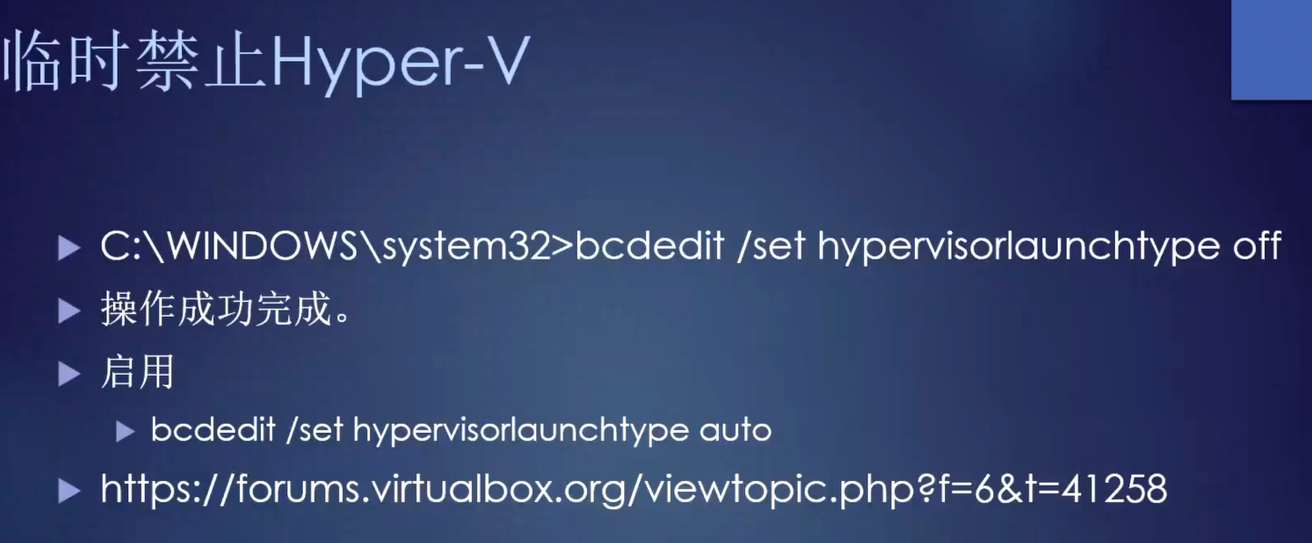 临时禁止Hyper-V
C:\WINDOWS\system32>bcdedit /set hypervisorlaunchtype off
操作成功完成。
启用
bcdedit /set hypervisorlaunchtype auto
https://forums.virtualbox.org/viewtopic.php?f=6&t=41258